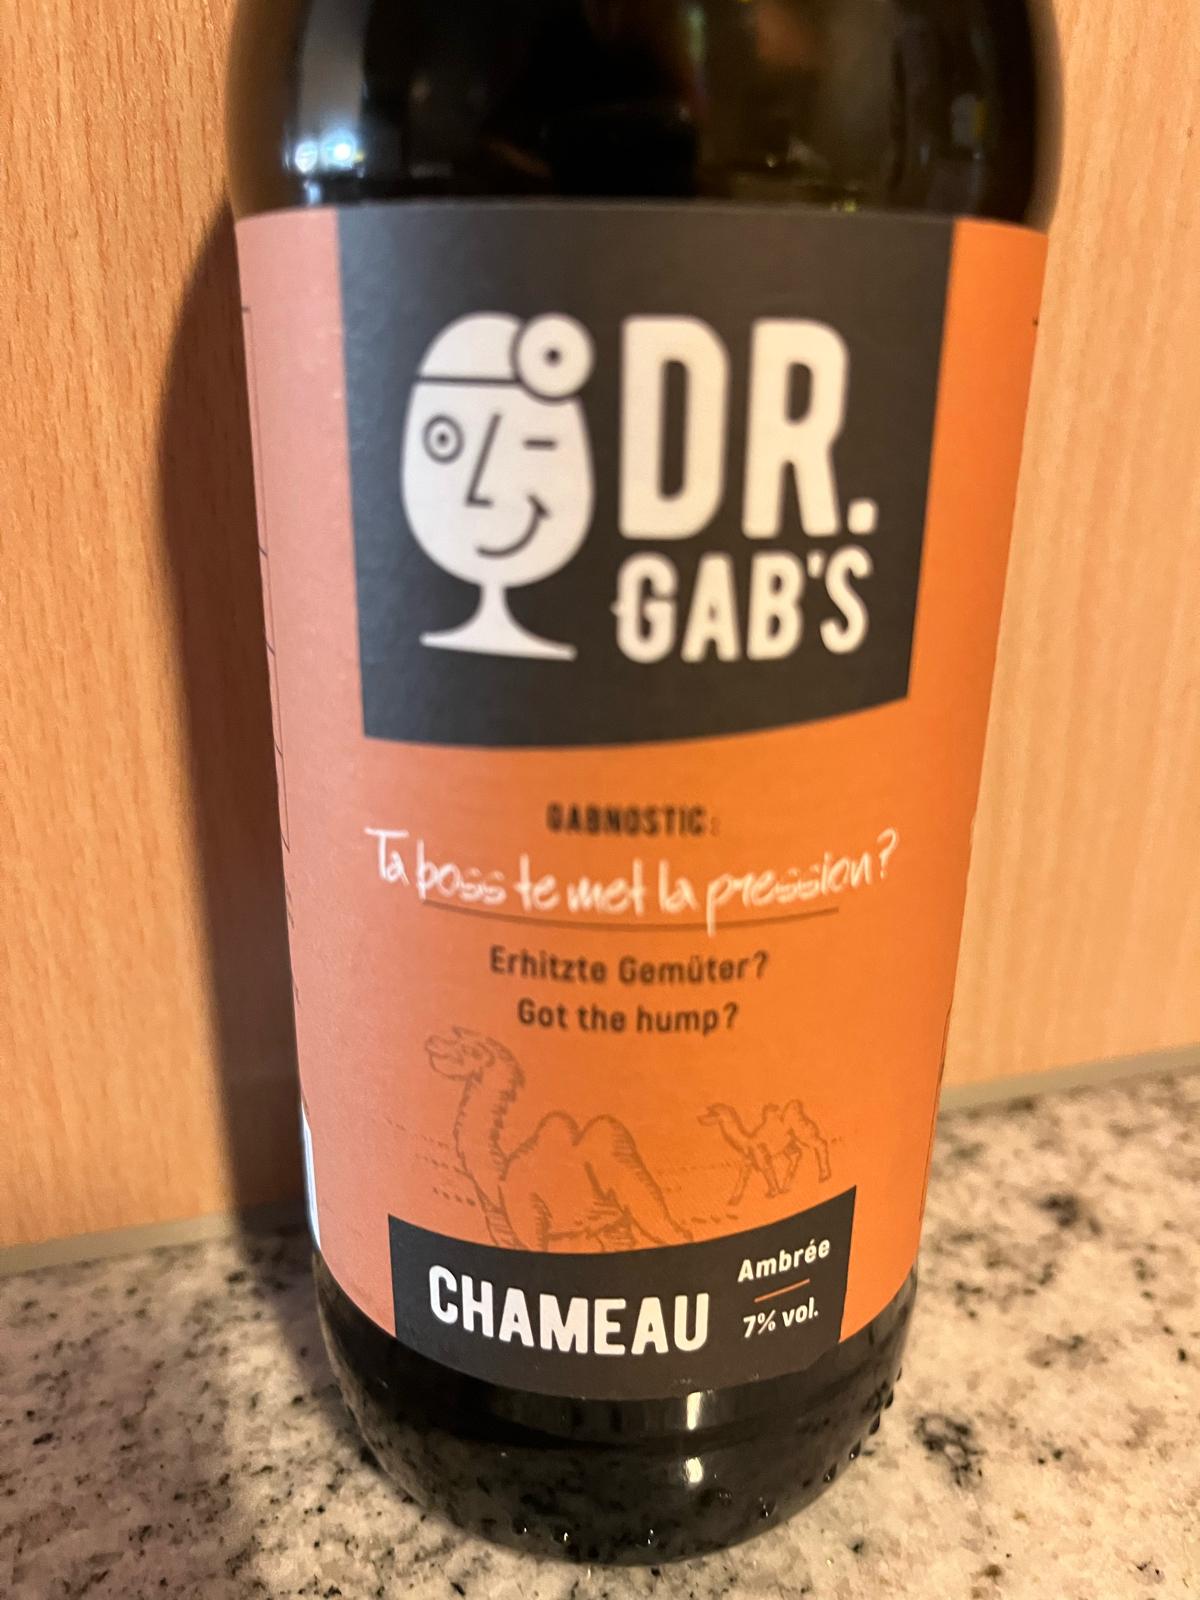 DR.
GAB'S
GABNOSTIC:
Ta boss te met la pression?
Erhitzte Gemüter?
Got the hump?
CHAMEAU
Ambrée
7% vol.